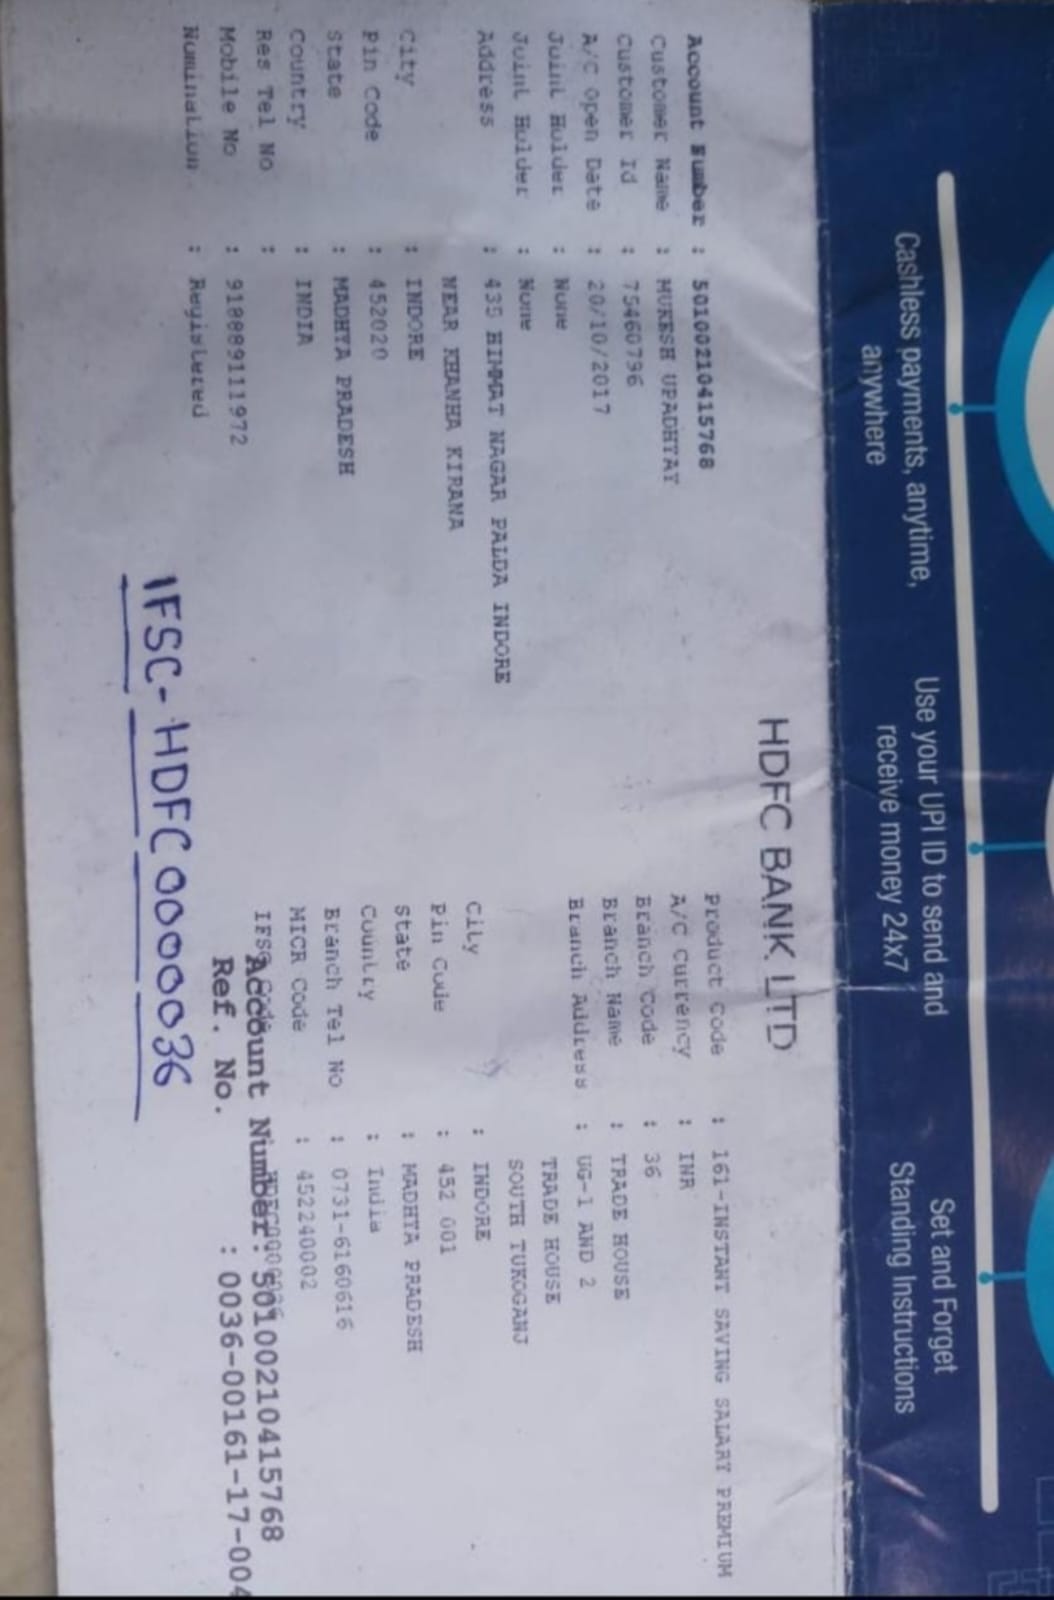 Cashless payments, anytime,
anywhere
Use your UPI ID to send and
receive money 24x7
Set and Forget
Standing Instructions
HDFC BANK LTD
Account Number : 50100210415768
Customer Name : MUKESH UPADHYAY
Customer Id : 75460796
A/C Open Date : 20/10/2017
Joint Holder : None
Joint Holder : None
Address : 435 HIMMAT NAGAR PALDA INDORE
NEAR KHANHA KIRANA
City : INDORE
Pin Code : 452020
State : MADHYA PRADESH
Country : INDIA
Res Tel No :
Mobile No : 918889111972
Nomination : Registered
Product Code : 161-INSTANT SAVING SALARY PREMIUM
A/C Currency : INR
Branch Code : 36
Branch Name : TRADE HOUSE
Branch Address : UG-1 AND 2
TRADE HOUSE
SOUTH TUKOGANJ
City : INDORE
Pin Code : 452 001
State : MADHYA PRADESH
Country : India
Branch Tel No : 0731-6160616
MICR Code : 452240002
IFSC Code : HDFC0000036
Account Number : 50100210415768
Ref. No. : 0036-00161-17-004
IFSC- HDFC0000036